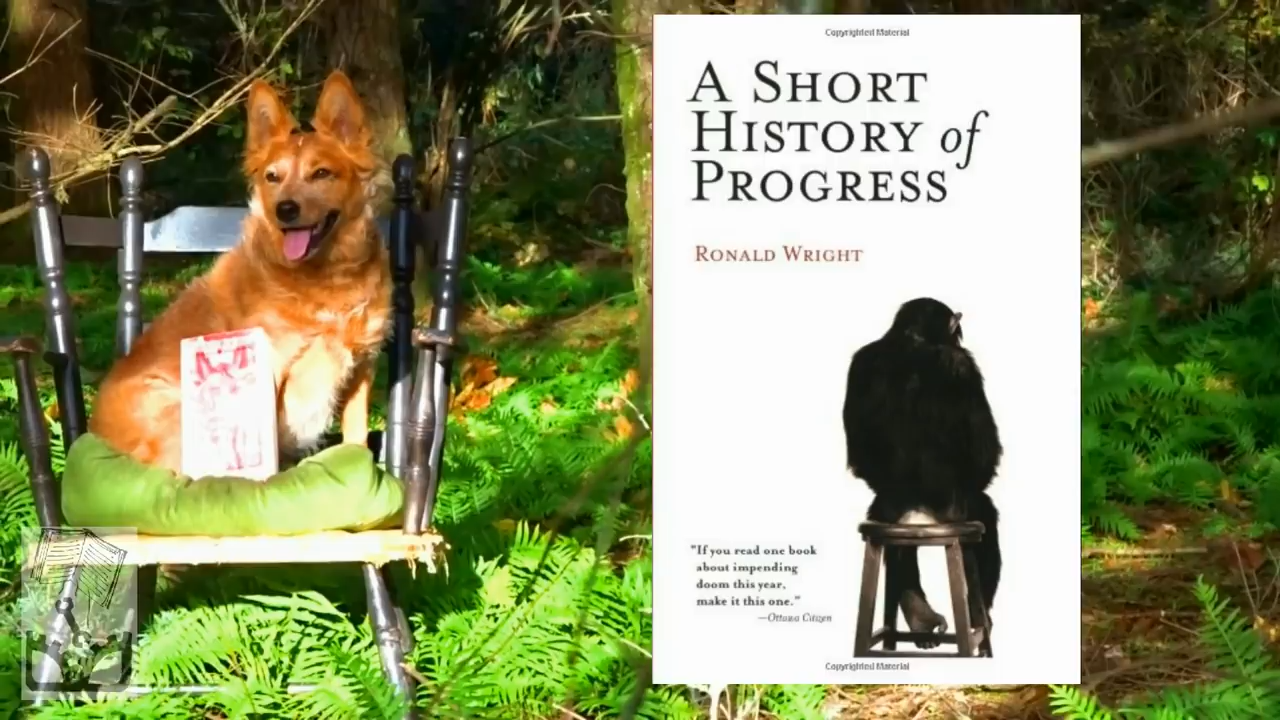 Copyrighted Material
A SHORT
HISTORY of
PROGRESS
RONALD WRIGHT
"If you read one book
about impending
doom this year,
make it this one."
—Ottawa Citizen
Copyrighted Material